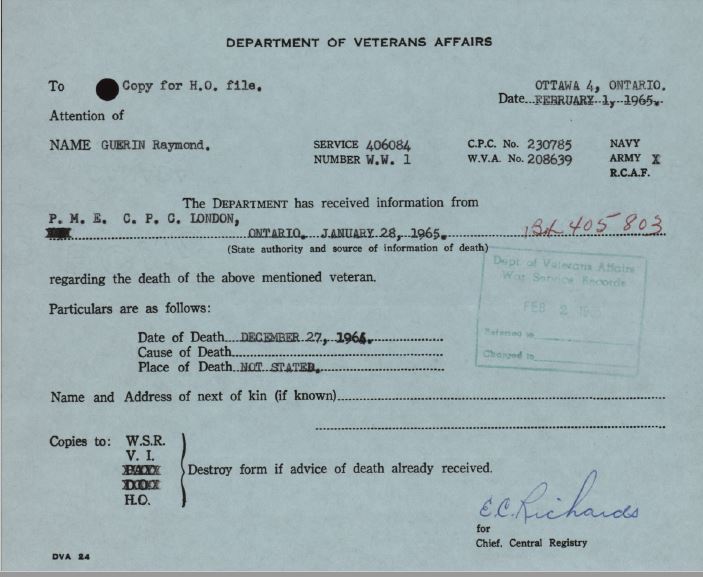 DEPARTMENT OF VETERANS AFFAIRS
To Copy for H.O. file. OTTAWA 4, ONTARIO.
Date FEBRUARY 1, 1965.
Attention of
NAME GUERIN Raymond. SERVICE 406084 C.P.C. No. 230785 NAVY
NUMBER W.W. 1 W.V.A. No. 208639 ARMY X
R.C.A.F.
The DEPARTMENT has received information from
P. M. E. C. P. C. LONDON,
ONTARIO. JANUARY 28, 1965. 405 803
(State authority and source of information of death)
Dept of Veterans Affairs
War Service Records
FEB 2
Referred to
Charged to
regarding the death of the above mentioned veteran.
Particulars are as follows:
Date of Death DECEMBER 27, 1964.
Cause of Death
Place of Death NOT STATED.
Name and Address of next of kin (if known)
Copies to: W.S.R.
V. I.
Destroy form if advice of death already received.
H.O.
E.C. Richards
for
Chief, Central Registry
DVA 24